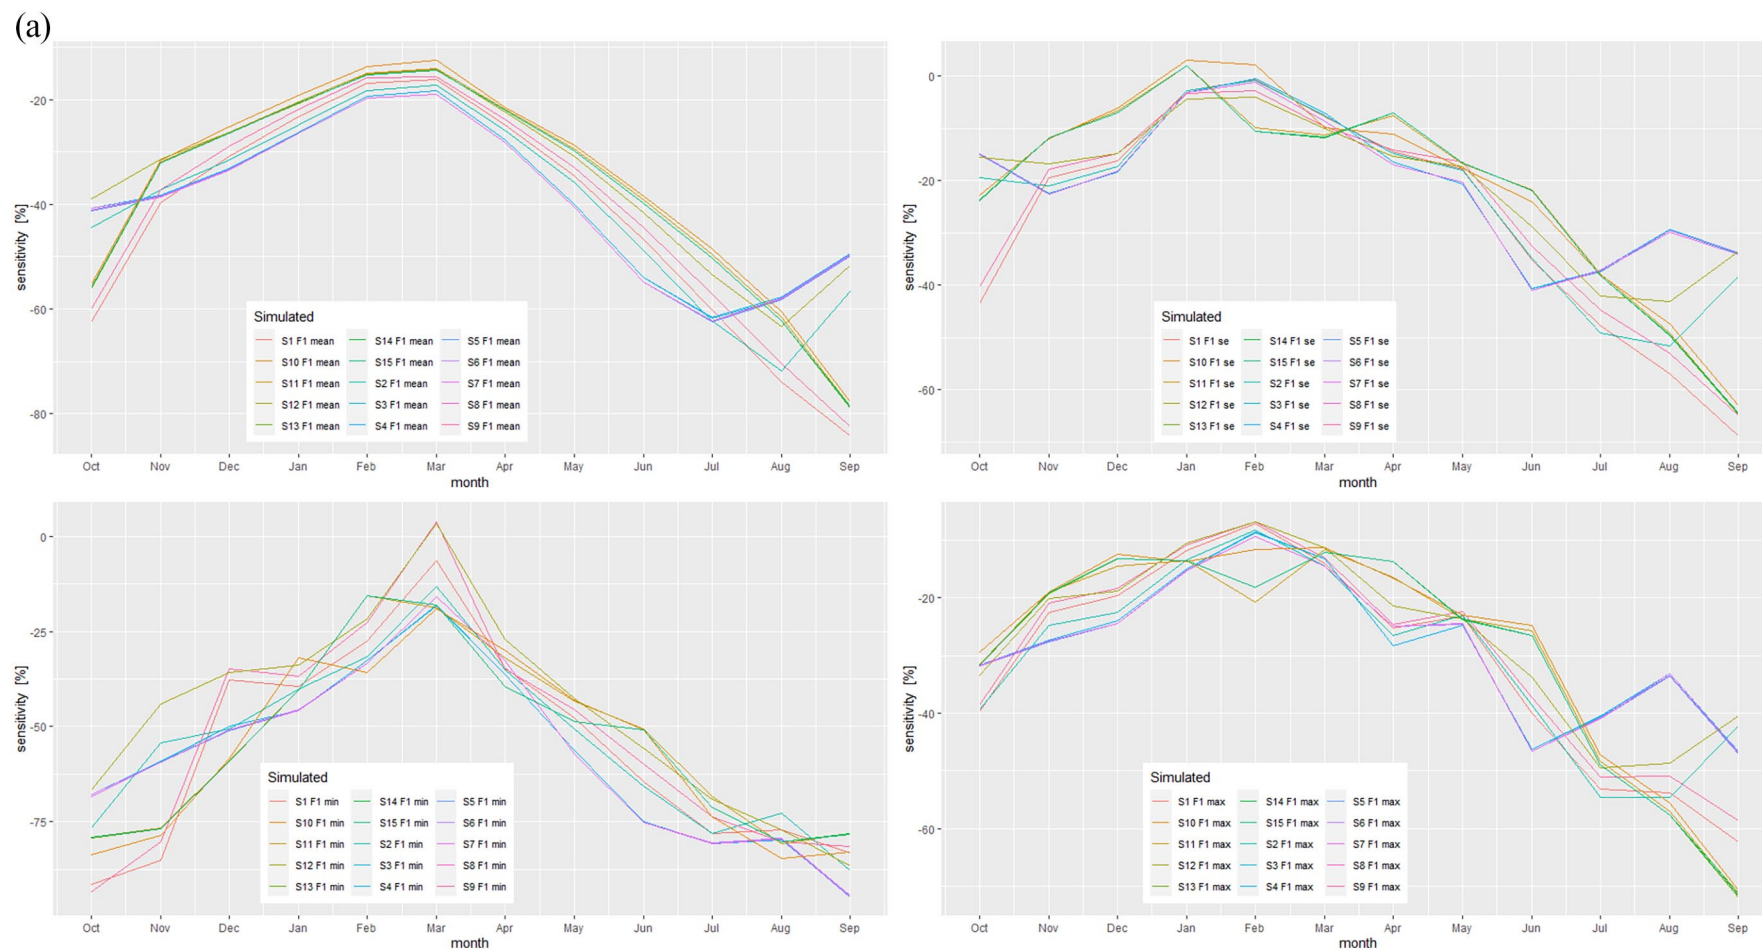 (a)
-20
-40
-60
-80
sensitivity [%]
Simulated
S1 F1 mean S14 F1 mean S5 F1 mean
S10 F1 mean S15 F1 mean S6 F1 mean
S11 F1 mean S2 F1 mean S7 F1 mean
S12 F1 mean S3 F1 mean S8 F1 mean
S13 F1 mean S4 F1 mean S9 F1 mean
Oct Nov Dec Jan Feb Mar Apr May Jun Jul Aug Sep
month
0
-20
-40
-60
sensitivity [%]
Simulated
S1 F1 se S14 F1 se S5 F1 se
S10 F1 se S15 F1 se S6 F1 se
S11 F1 se S2 F1 se S7 F1 se
S12 F1 se S3 F1 se S8 F1 se
S13 F1 se S4 F1 se S9 F1 se
Oct Nov Dec Jan Feb Mar Apr May Jun Jul Aug Sep
month
0
-25
-50
-75
sensitivity [%]
Simulated
S1 F1 min S14 F1 min S5 F1 min
S10 F1 min S15 F1 min S6 F1 min
S11 F1 min S2 F1 min S7 F1 min
S12 F1 min S3 F1 min S8 F1 min
S13 F1 min S4 F1 min S9 F1 min
Oct Nov Dec Jan Feb Mar Apr May Jun Jul Aug Sep
month
-20
-40
-60
sensitivity [%]
Simulated
S1 F1 max S14 F1 max S5 F1 max
S10 F1 max S15 F1 max S6 F1 max
S11 F1 max S2 F1 max S7 F1 max
S12 F1 max S3 F1 max S8 F1 max
S13 F1 max S4 F1 max S9 F1 max
Oct Nov Dec Jan Feb Mar Apr May Jun Jul Aug Sep
month